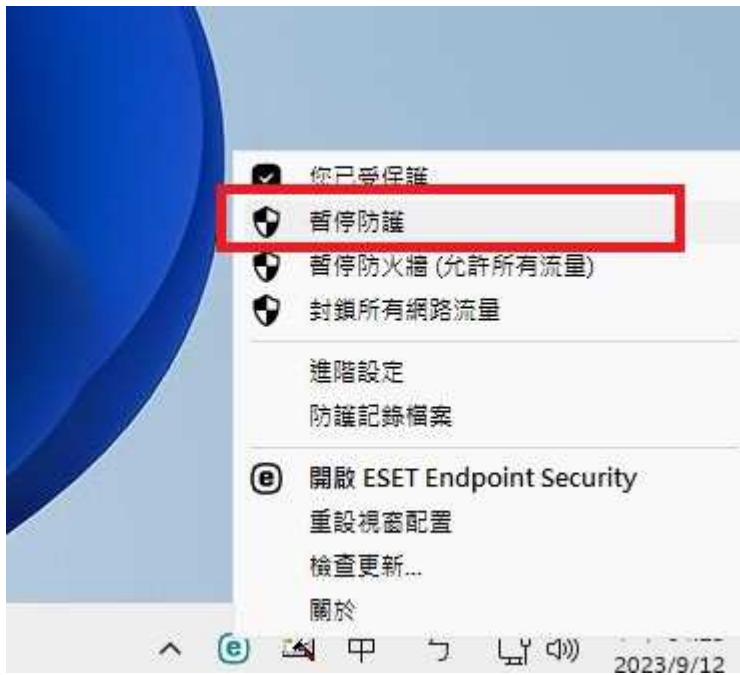 您已受保護
暫停防護
暫停防火牆 (允許所有流量)
封鎖所有網路流量
進階設定
防護記錄檔案
開啟 ESET Endpoint Security
重設視窗配置
檢查更新...
關於
中 ㄅ
2023/9/12